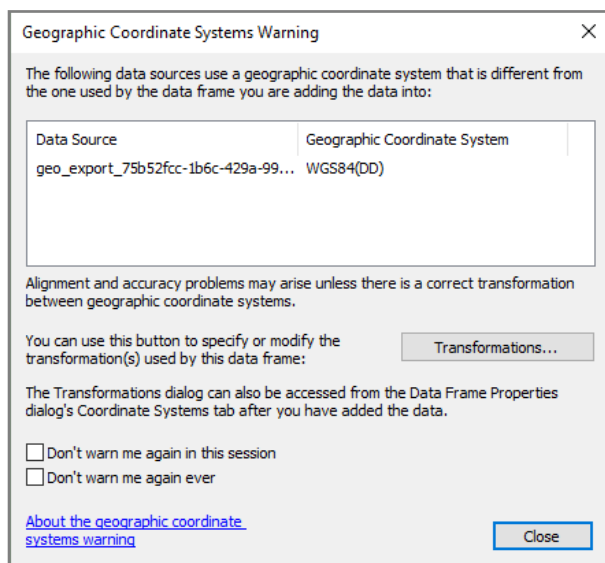 Geographic Coordinate Systems Warning
The following data sources use a geographic coordinate system that is different from
the one used by the data frame you are adding the data into:
Data Source Geographic Coordinate System
geo_export_75b52fcc-1b6c-429a-99... WGS84(DD)
Alignment and accuracy problems may arise unless there is a correct transformation
between geographic coordinate systems.
You can use this button to specify or modify the
transformation(s) used by this data frame:
Transformations...
The Transformations dialog can also be accessed from the Data Frame Properties
dialog's Coordinate Systems tab after you have added the data.
Don't warn me again in this session
Don't warn me again ever
About the geographic coordinate
systems warning
Close